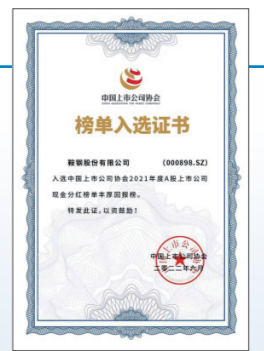 中国上市公司协会
榜单入选证书
鞍钢股份有限公司 (000898.SZ)
入选中国上市公司协会2021年度A股上市公司
现金分红榜单丰厚回报榜。
特发此证，以资鼓励！
中国上市公司协会
二零二二年六月